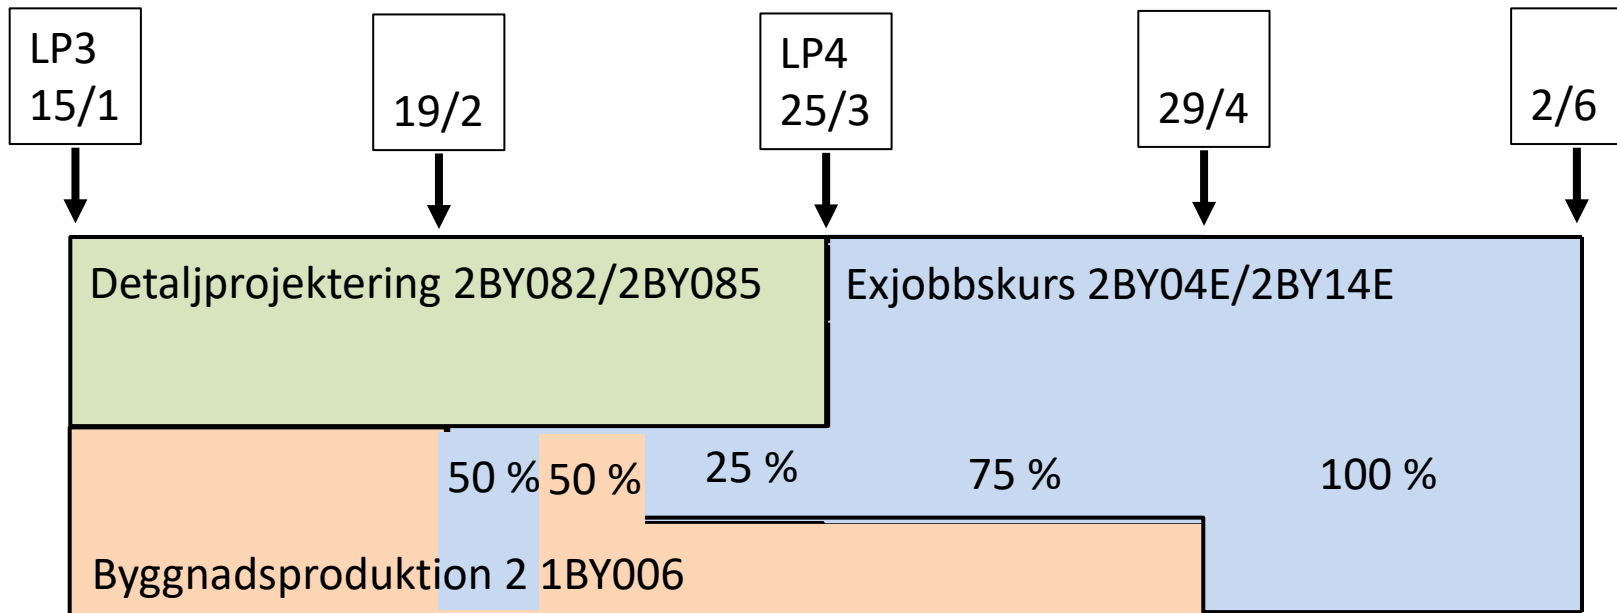 LP3
15/1
19/2
LP4
25/3
29/4
2/6
Detaljprojektering 2BY082/2BY085
Exjobbskurs 2BY04E/2BY14E
50 %
50 %
25 %
75 %
100 %
Byggnadsproduktion 2 1BY006